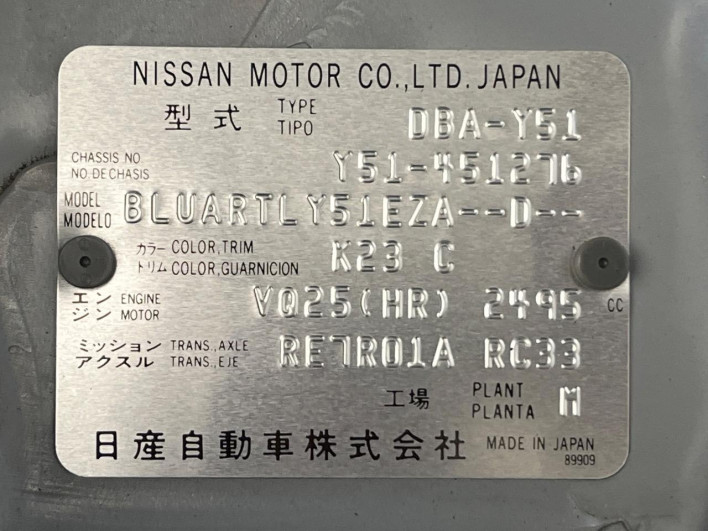 NISSAN MOTOR CO.,LTD. JAPAN
型式 TYPE TIPO DBA-Y51
CHASSIS NO. NO. DE CHASIS Y51-451276
MODEL MODELO BLUARTLY51EZA--D--
カラー COLOR,TRIM トリム COLOR,GUARNICION K23 C
エンジン ENGINE MOTOR VQ25(HR) 2495 CC
ミッション TRANS.,AXLE アクスル TRANS.,EJE RE7R01A RC33
工場 PLANT PLANTA M
日産自動車株式会社 MADE IN JAPAN
89909